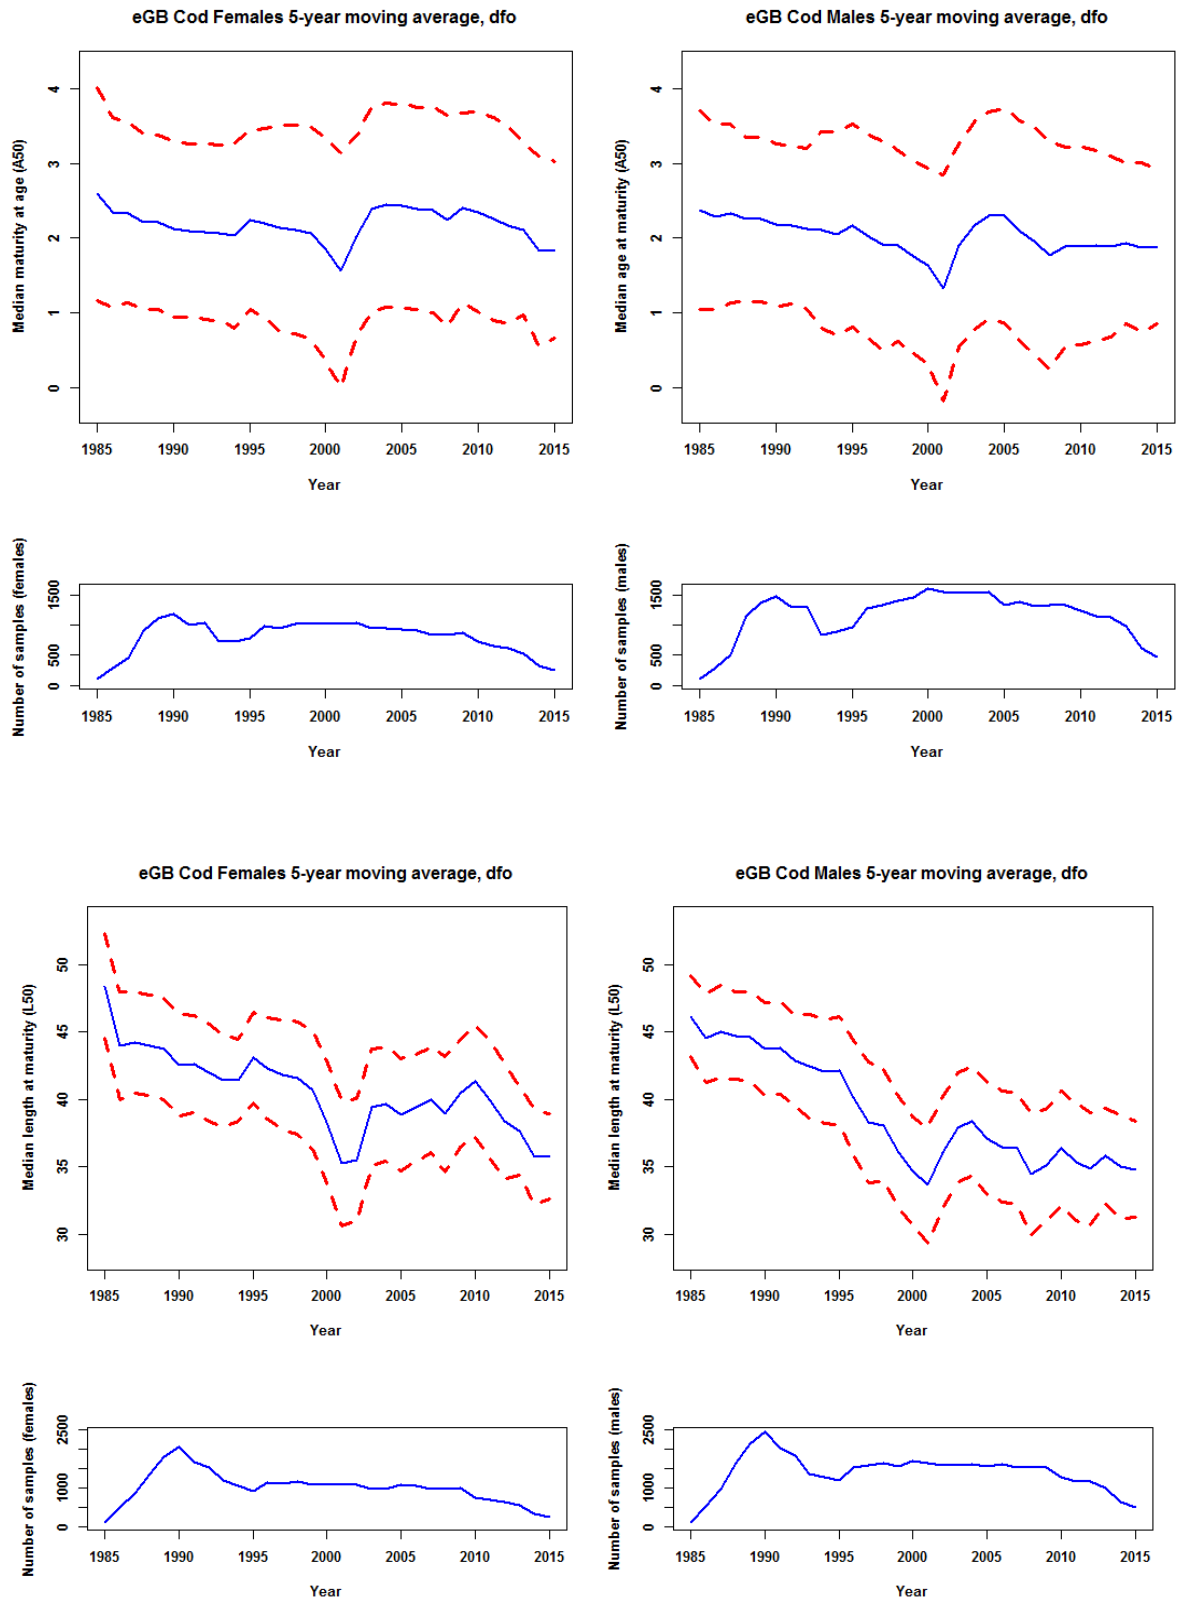 eGB Cod Females 5-year moving average, dfo
Median maturity at age (A50)
4
3
2
1
0
1985 1990 1995 2000 2005 2010 2015
Year
Number of samples (females)
1500
500
0
1985 1990 1995 2000 2005 2010 2015
Year
eGB Cod Males 5-year moving average, dfo
Median age at maturity (A50)
4
3
2
1
0
1985 1990 1995 2000 2005 2010 2015
Year
Number of samples (males)
1500
500
0
1985 1990 1995 2000 2005 2010 2015
Year
eGB Cod Females 5-year moving average, dfo
Median length at maturity (L50)
50
45
40
35
30
1985 1990 1995 2000 2005 2010 2015
Year
Number of samples (females)
2500
1000
0
1985 1990 1995 2000 2005 2010 2015
Year
eGB Cod Males 5-year moving average, dfo
Median length at maturity (L50)
50
45
40
35
30
1985 1990 1995 2000 2005 2010 2015
Year
Number of samples (males)
2500
1000
0
1985 1990 1995 2000 2005 2010 2015
Year